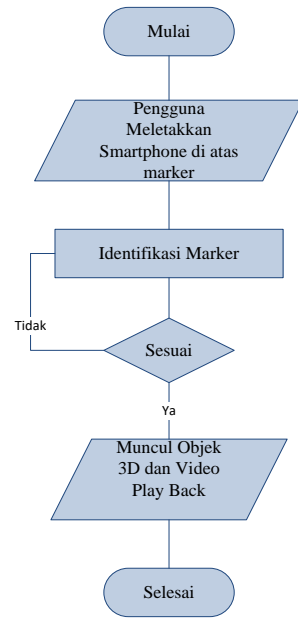 Mulai
Pengguna
Meletakkan
Smartphone di atas
marker
Identifikasi Marker
Tidak
Sesuai
Ya
Muncul Objek
3D dan Video
Play Back
Selesai